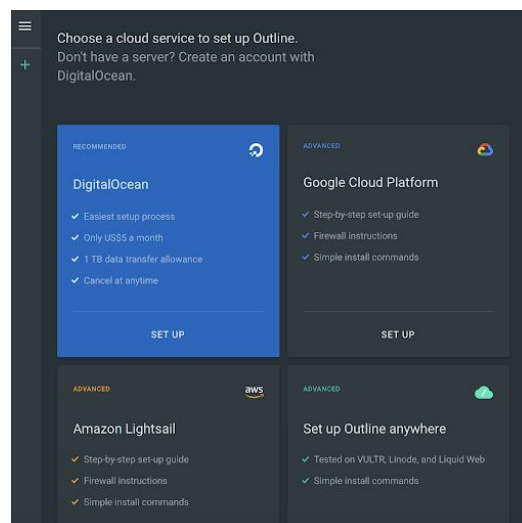 Choose a cloud service to set up Outline.
Don't have a server? Create an account with
DigitalOcean.
RECOMMENDED
DigitalOcean
Easiest setup process
Only US$5 a month
1 TB data transfer allowance
Cancel at anytime
SET UP
ADVANCED
Google Cloud Platform
Step-by-step set-up guide
Firewall instructions
Simple install commands
SET UP
ADVANCED
aws
Amazon Lightsail
Step-by-step set-up guide
Firewall instructions
Simple install commands
ADVANCED
Set up Outline anywhere
Tested on VULTR, Linode, and Liquid Web
Simple install commands